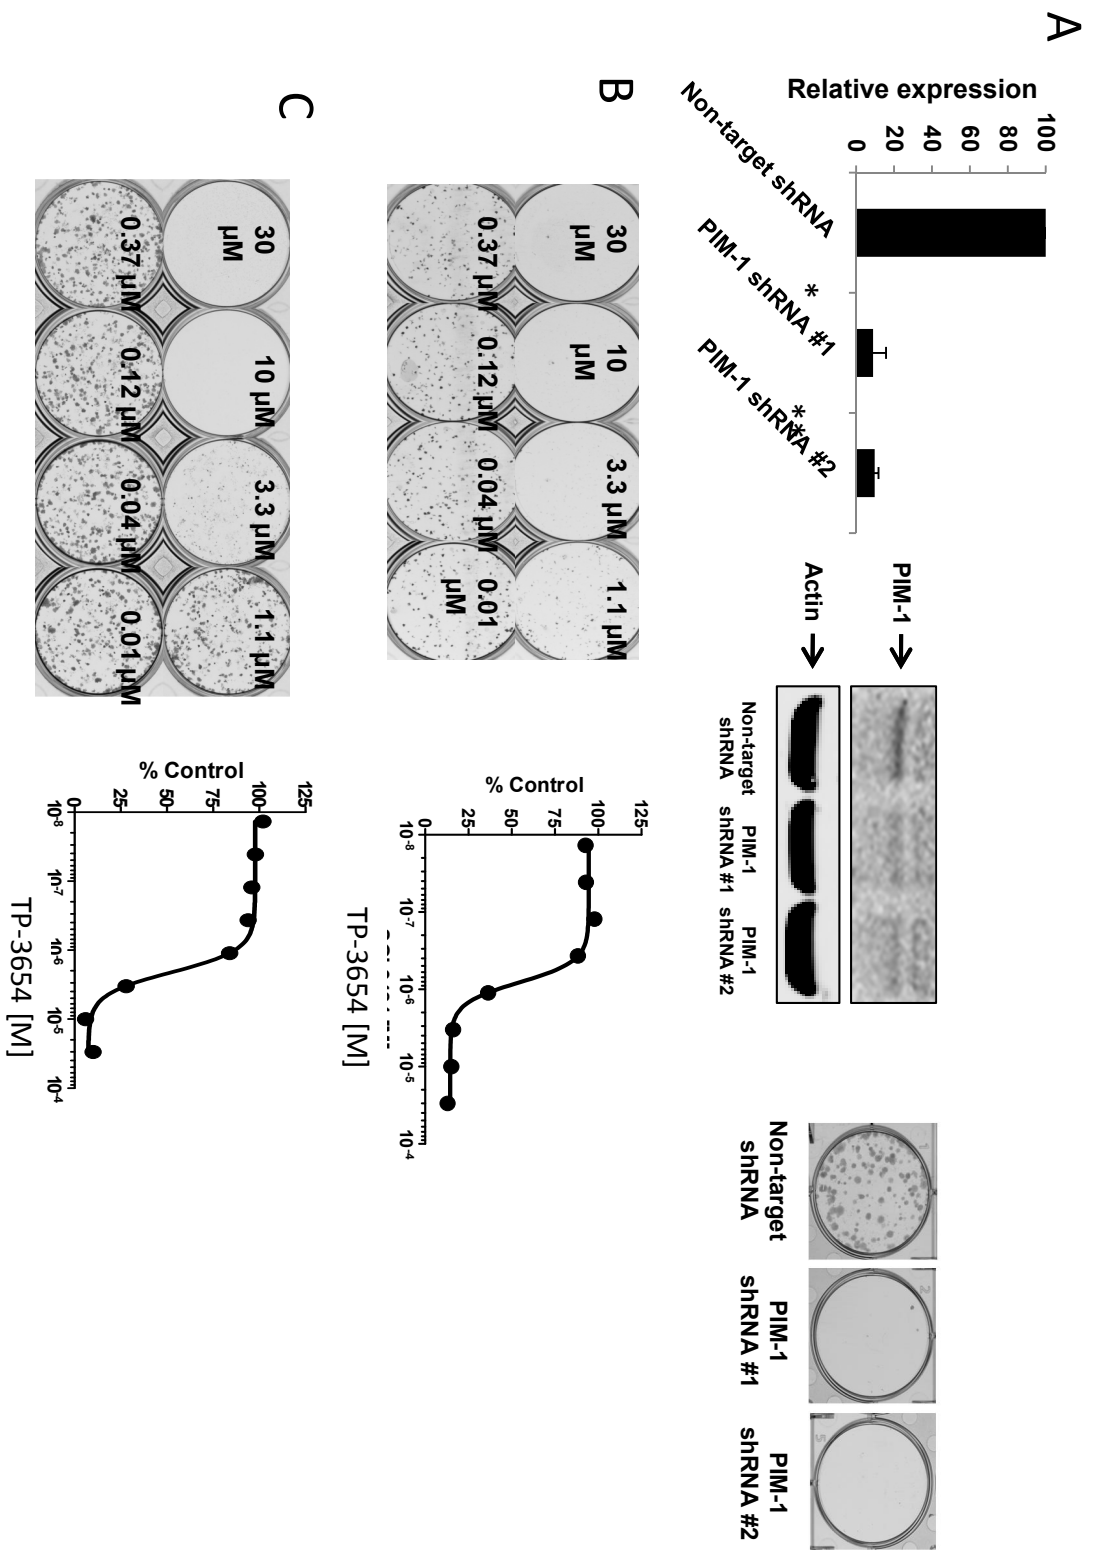 A
Relative expression
100
80
60
40
20
0
Non-target shRNA
PIM-1 shRNA #1
PIM-1 shRNA #2
*
**
PIM-1
Actin
Non-target
shRNA
PIM-1
shRNA #1
PIM-1
shRNA #2
Non-target
shRNA
PIM-1
shRNA #1
PIM-1
shRNA #2
B
30
µM
10
µM
3.3 µM
1.1 µM
0.37 µM
0.12 µM
0.04 µM
0.01
µM
% Control
125
100
75
50
25
0
10-8
10-7
10-6
10-5
10-4
TP-3654 [M]
C
30
µM
10 µM
3.3 µM
1.1 µM
0.37 µM
0.12 µM
0.04 µM
0.01 µM
% Control
125
100
75
50
25
0
10-8
10-7
10-6
10-5
10-4
TP-3654 [M]